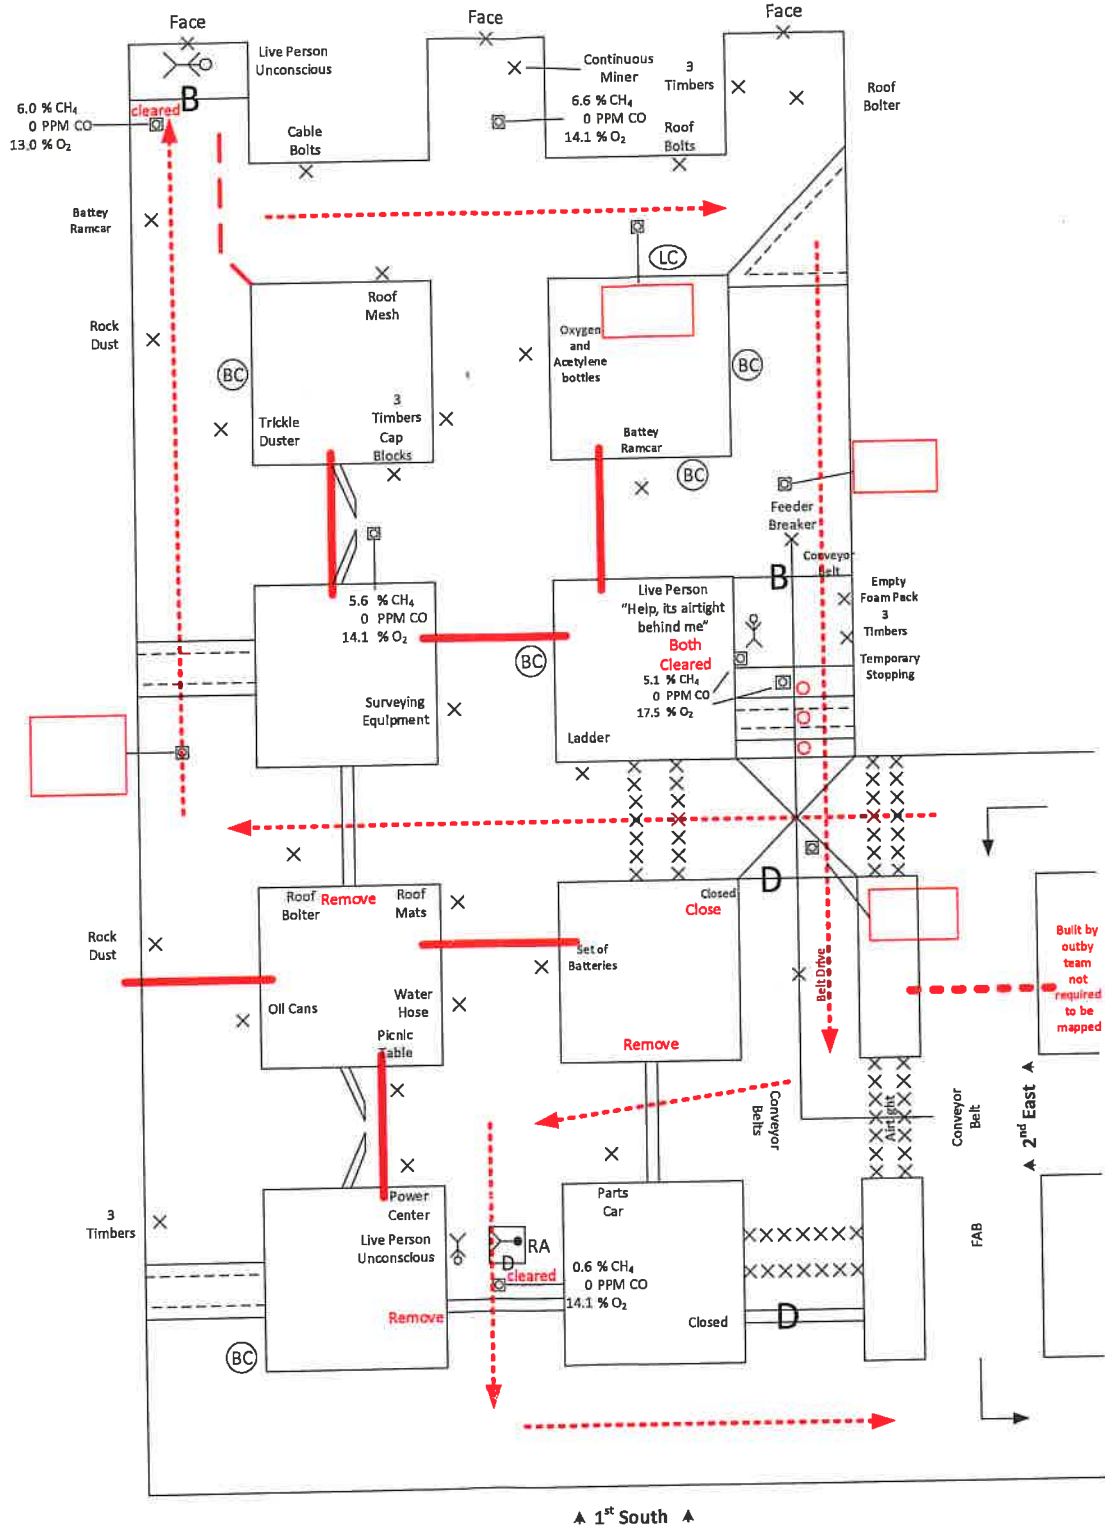 Face
Face
Face
Live Person
Unconscious
B
cleared
6.0 % CH₄
0 PPM CO
13.0 % O₂
Continuous
Miner
6.6 % CH₄
0 PPM CO
14.1 % O₂
3
Timbers
Roof
Bolts
Roof
Bolter
Cable
Bolts
Battey
Ramcar
LC
Roof
Mesh
Rock
Dust
Oxygen
and
Acetylene
bottles
BC
BC
Trickle
Duster
3
Timbers
Cap
Blocks
Battey
Ramcar
BC
Feeder
Breaker
Conveyor
Belt
B
5.6 % CH₄
0 PPM CO
14.1 % O₂
Live Person
"Help, its airtight
behind me"
Both
Cleared
5.1 % CH₄
0 PPM CO
17.5 % O₂
Empty
Foam Pack
3
Timbers
Temporary
Stopping
BC
Surveying
Equipment
Ladder
Roof
Bolter
Remove
Roof
Mats
Closed
Close
D
Rock
Dust
Set of
Batteries
Belt Drive
Built by
outby
team
not
required
to be
mapped
Oil Cans
Water
Hose
Picnic
Table
Remove
Conveyor
Belts
Airtight
Conveyor
Belt
2nd East
3
Timbers
Power
Center
Live Person
Unconscious
Remove
RA
D
cleared
Parts
Car
0.6 % CH₄
0 PPM CO
14.1 % O₂
Closed
D
FAB
BC
1st South